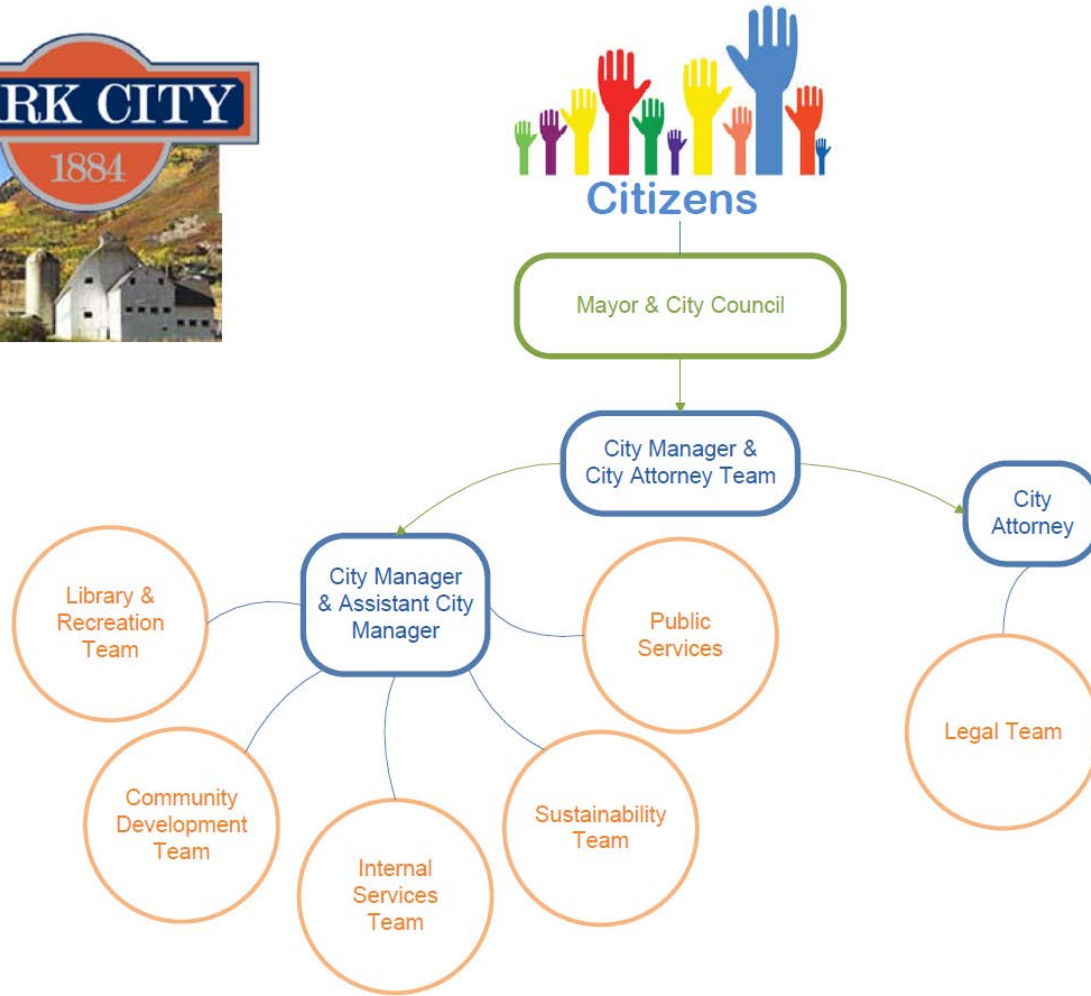 RK CITY
1884
Citizens
Mayor & City Council
City Manager &
City Attorney Team
City
Attorney
City Manager
& Assistant City
Manager
Library &
Recreation
Team
Public
Services
Legal Team
Community
Development
Team
Sustainability
Team
Internal
Services
Team